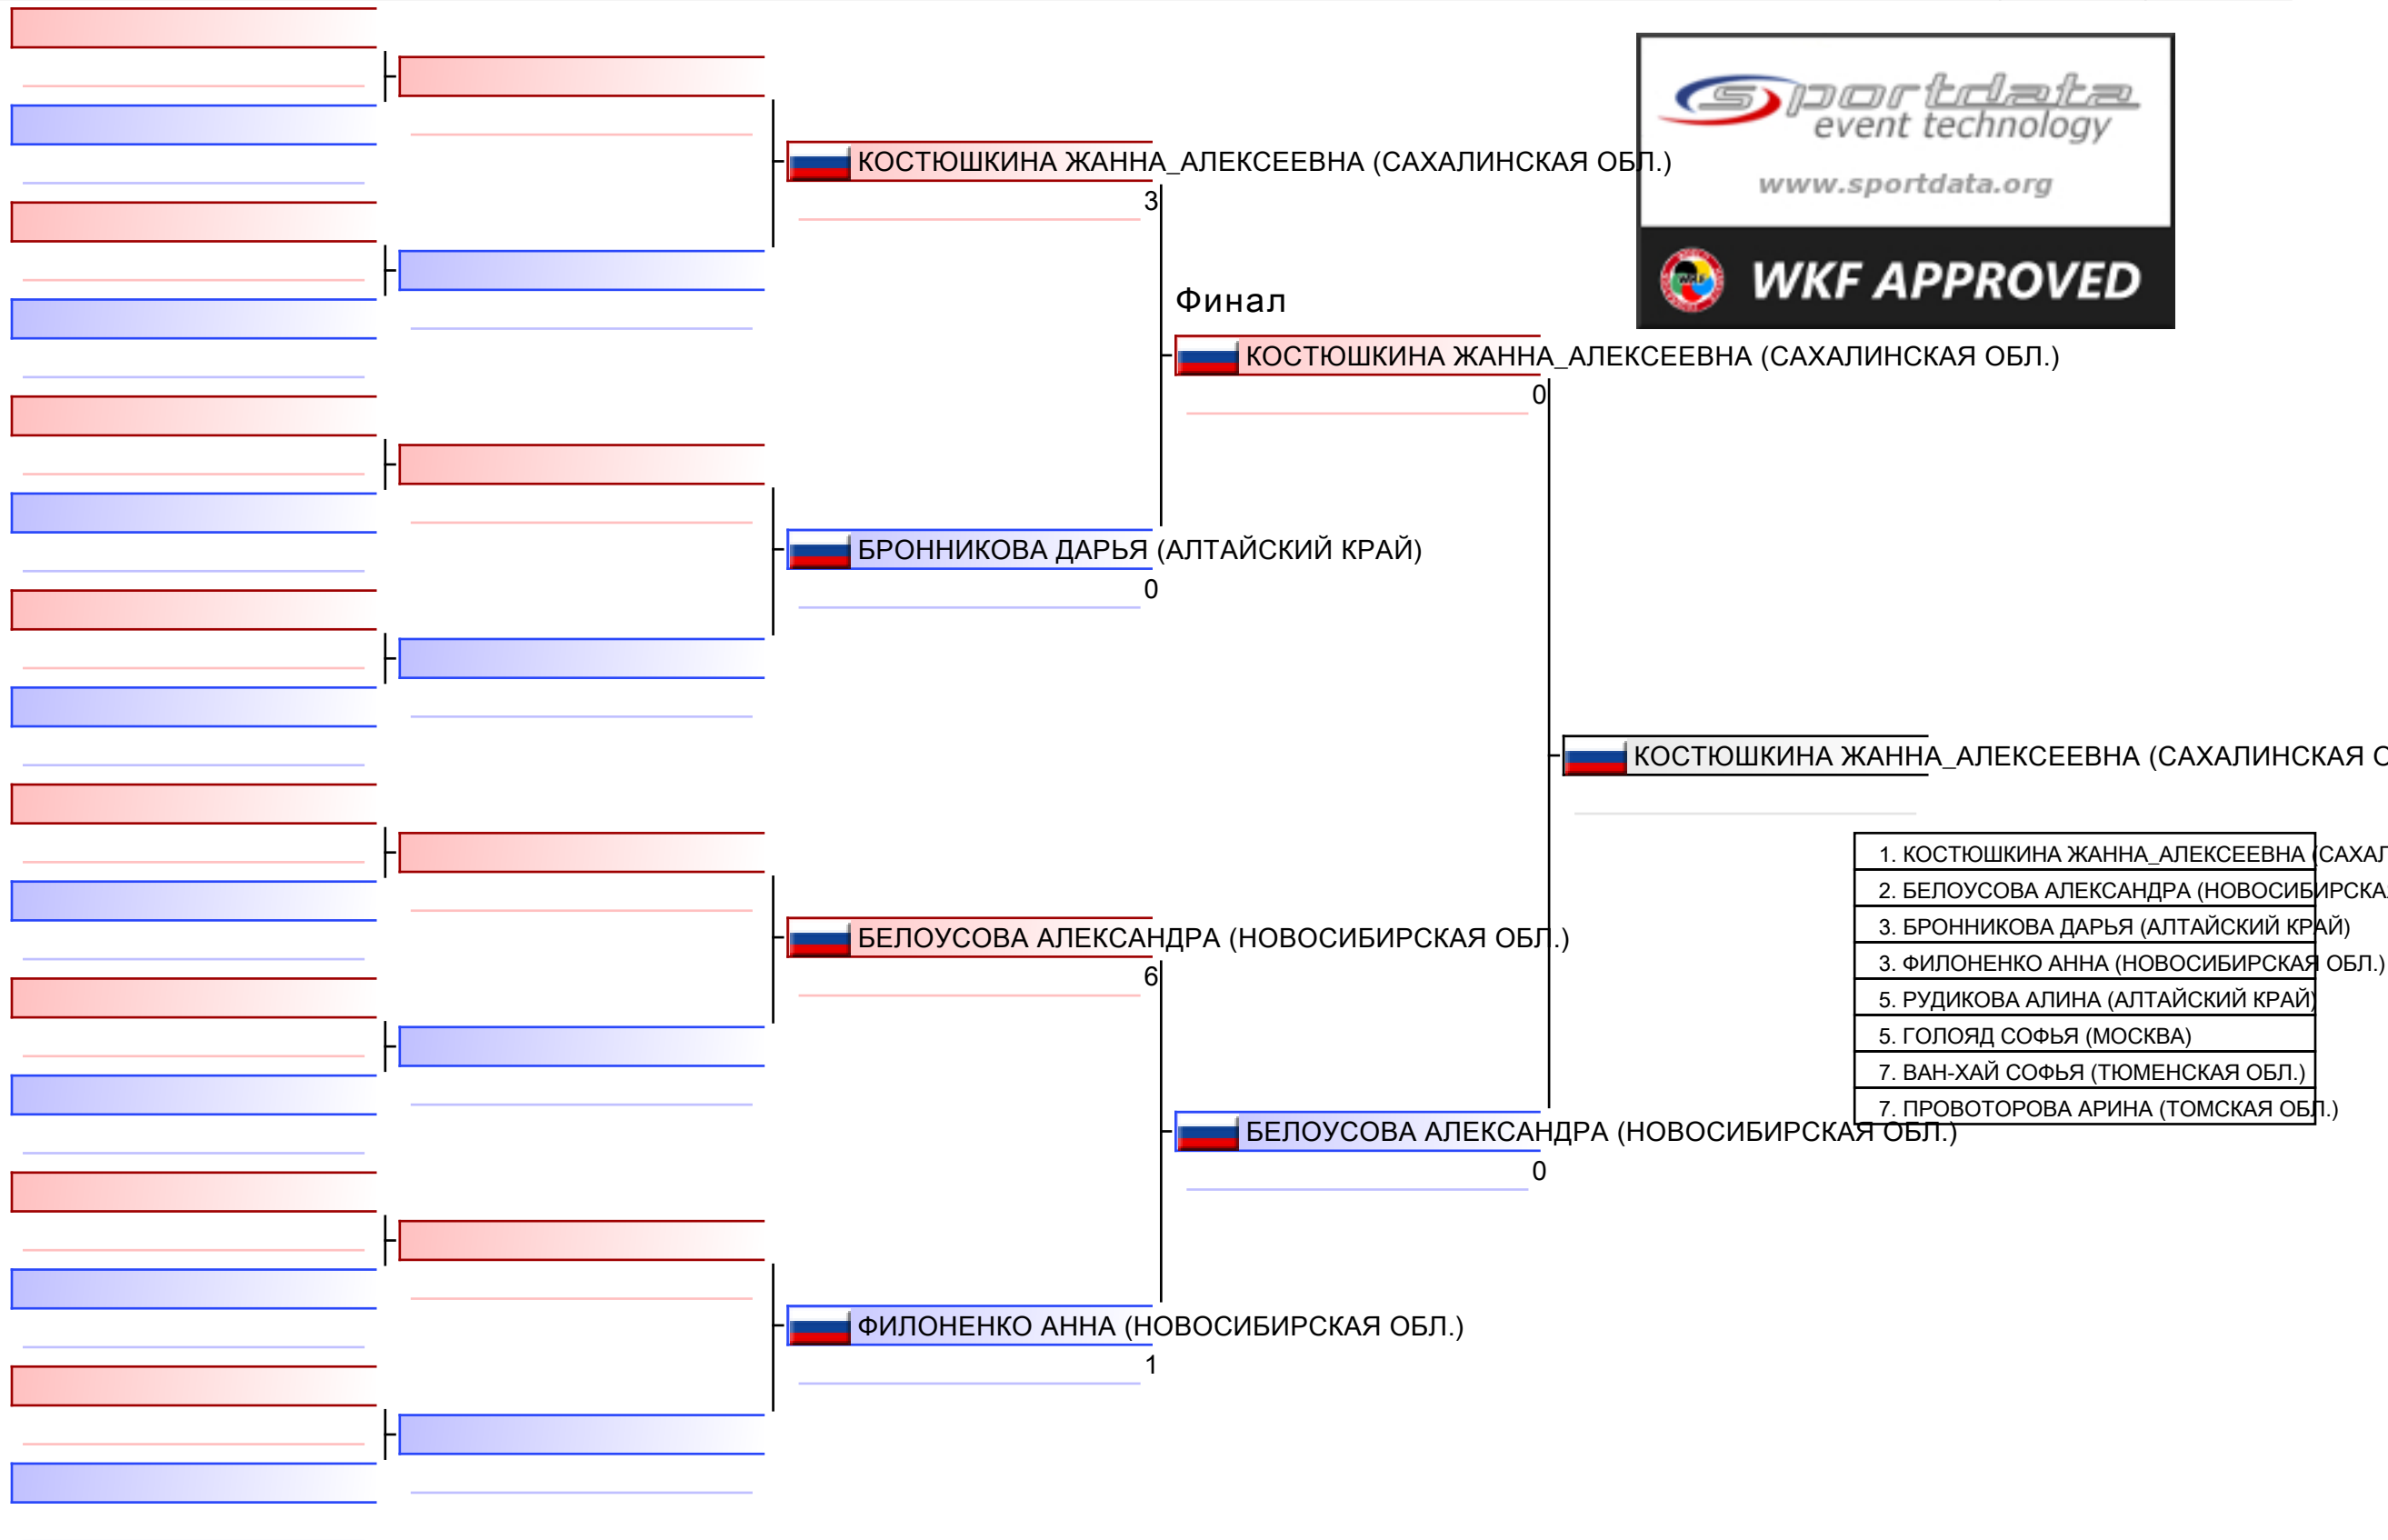 sportdata
event technology
www.sportdata.org
WKF APPROVED
КОСТЮШКИНА ЖАННА_АЛЕКСЕЕВНА (САХАЛИНСКАЯ ОБЛ.)
3
Финал
КОСТЮШКИНА ЖАННА_АЛЕКСЕЕВНА (САХАЛИНСКАЯ ОБЛ.)
0
БРОННИКОВА ДАРЬЯ (АЛТАЙСКИЙ КРАЙ)
0
КОСТЮШКИНА ЖАННА_АЛЕКСЕЕВНА (САХАЛИНСКАЯ
1. КОСТЮШКИНА ЖАННА_АЛЕКСЕЕВНА (САХАЛ
2. БЕЛОУСОВА АЛЕКСАНДРА (НОВОСИБИРСКА
3. БРОННИКОВА ДАРЬЯ (АЛТАЙСКИЙ КРАЙ)
3. ФИЛОНЕНКО АННА (НОВОСИБИРСКАЯ ОБЛ.)
5. РУДИКОВА АЛИНА (АЛТАЙСКИЙ КРАЙ)
5. ГОЛОЯД СОФЬЯ (МОСКВА)
7. ВАН-ХАЙ СОФЬЯ (ТЮМЕНСКАЯ ОБЛ.)
7. ПРОВОТОРОВА АРИНА (ТОМСКАЯ ОБЛ.)
БЕЛОУСОВА АЛЕКСАНДРА (НОВОСИБИРСКАЯ ОБЛ.)
6
БЕЛОУСОВА АЛЕКСАНДРА (НОВОСИБИРСКАЯ ОБЛ.)
0
ФИЛОНЕНКО АННА (НОВОСИБИРСКАЯ ОБЛ.)
1